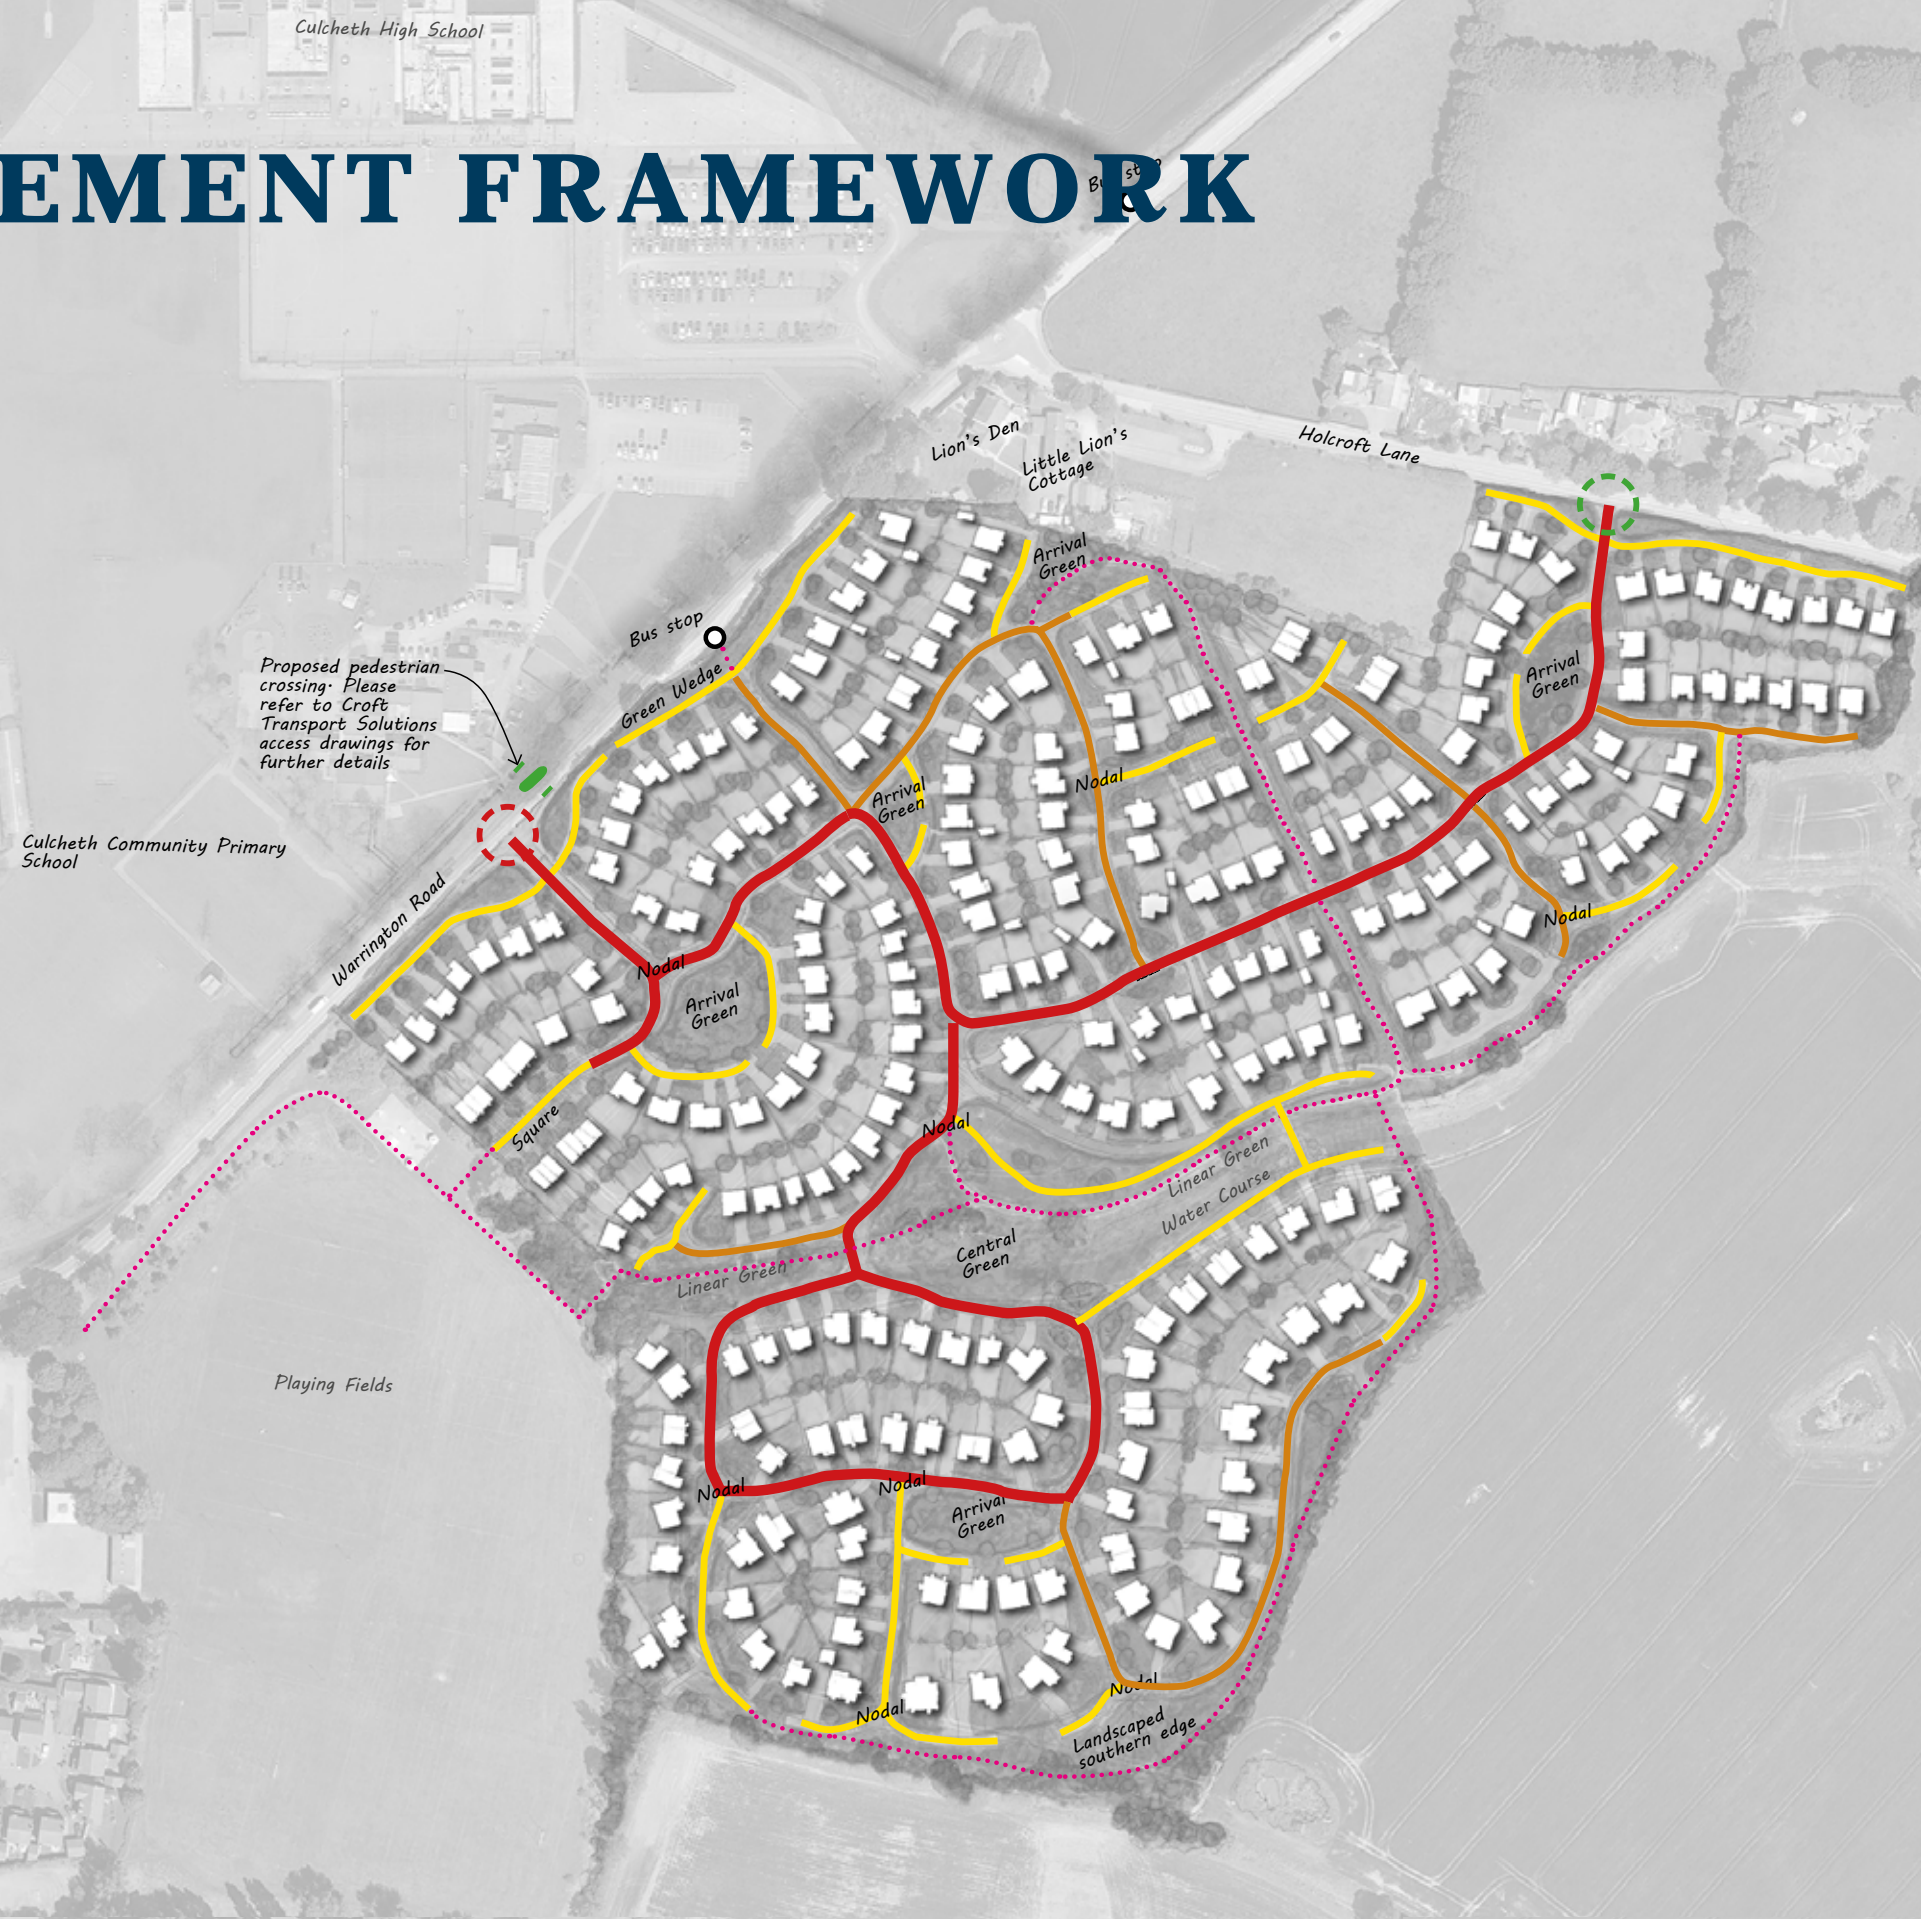 Culcheth High School
EMENT FRAMEWORK
Bus stop
Lion's Den
Little Lion's
Cottage
Holcroft Lane
Arrival
Green
Bus stop
Green Wedge
Proposed pedestrian
crossing. Please
refer to Croft
Transport Solutions
access drawings for
further details
Arrival
Green
Nodal
Arrival
Green
Culcheth Community Primary
School
Warrington Road
Nodal
Nodal
Arrival
Green
Square
Nodal
Linear Green
Water Course
Central
Green
Linear Green
Playing Fields
Nodal
Nodal
Arrival
Green
Nodal
Nodal
Landscaped
southern edge